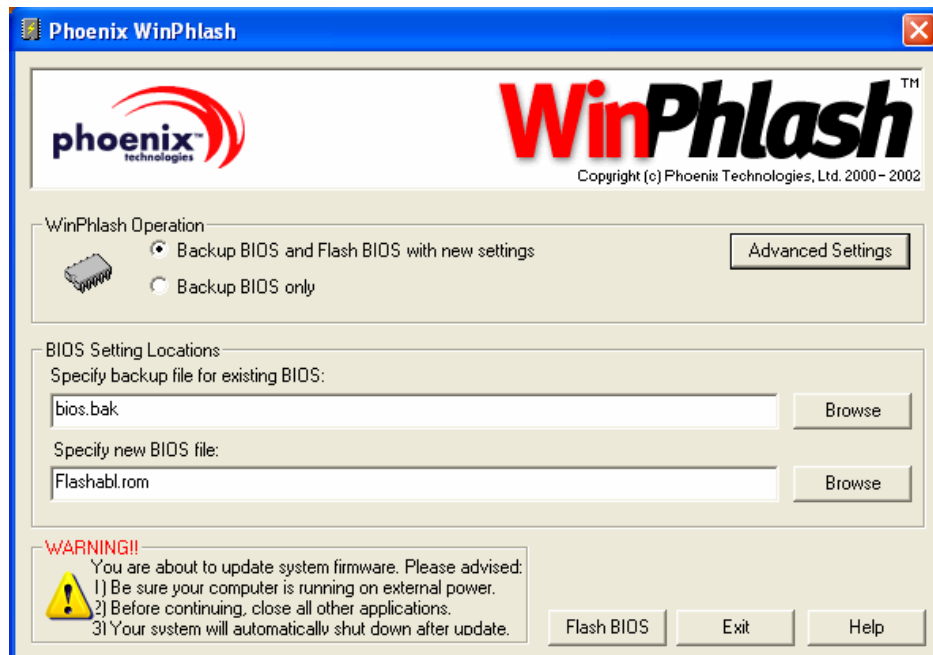 Phoenix WinPhlash
phoenix™
technologies
WinPhlash™
Copyright (c) Phoenix Technologies, Ltd. 2000-2002
WinPhlash Operation
Backup BIOS and Flash BIOS with new settings
Advanced Settings
Backup BIOS only
BIOS Setting Locations
Specify backup file for existing BIOS:
bios.bak
Browse
Specify new BIOS file:
Flashabl.rom
Browse
WARNING!!
You are about to update system firmware. Please advised:
1) Be sure your computer is running on external power.
2) Before continuing, close all other applications.
3) Your system will automatically shut down after update.
Flash BIOS
Exit
Help